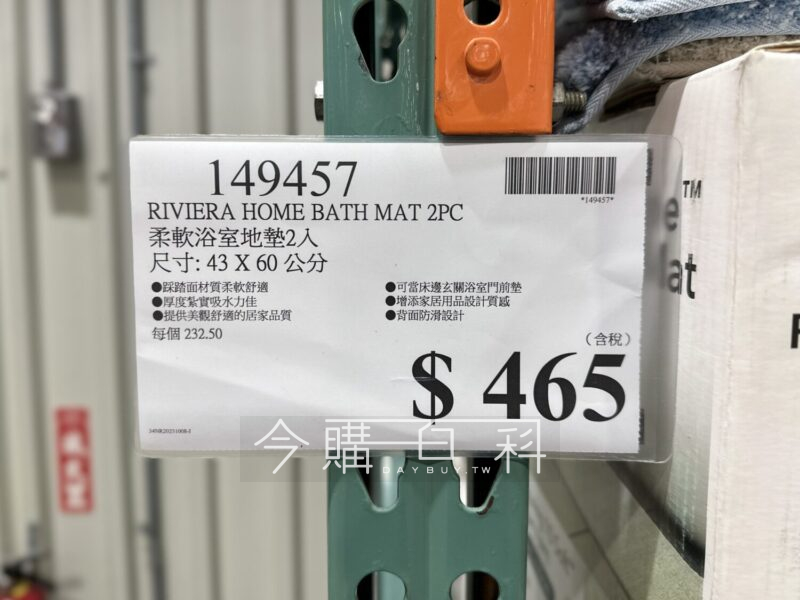 149457
*149457*
RIVIERA HOME BATH MAT 2PC
柔軟浴室地墊2入
尺寸: 43 X 60 公分
●踩踏面材質柔軟舒適
●厚度紮實吸水力佳
●提供美觀舒適的居家品質
●可當床邊玄關浴室門前墊
●增添家居用品設計質感
●背面防滑設計
每個 232.50
(含稅)
$ 465
今購百科
DAYBUY.TW
TM
e
at